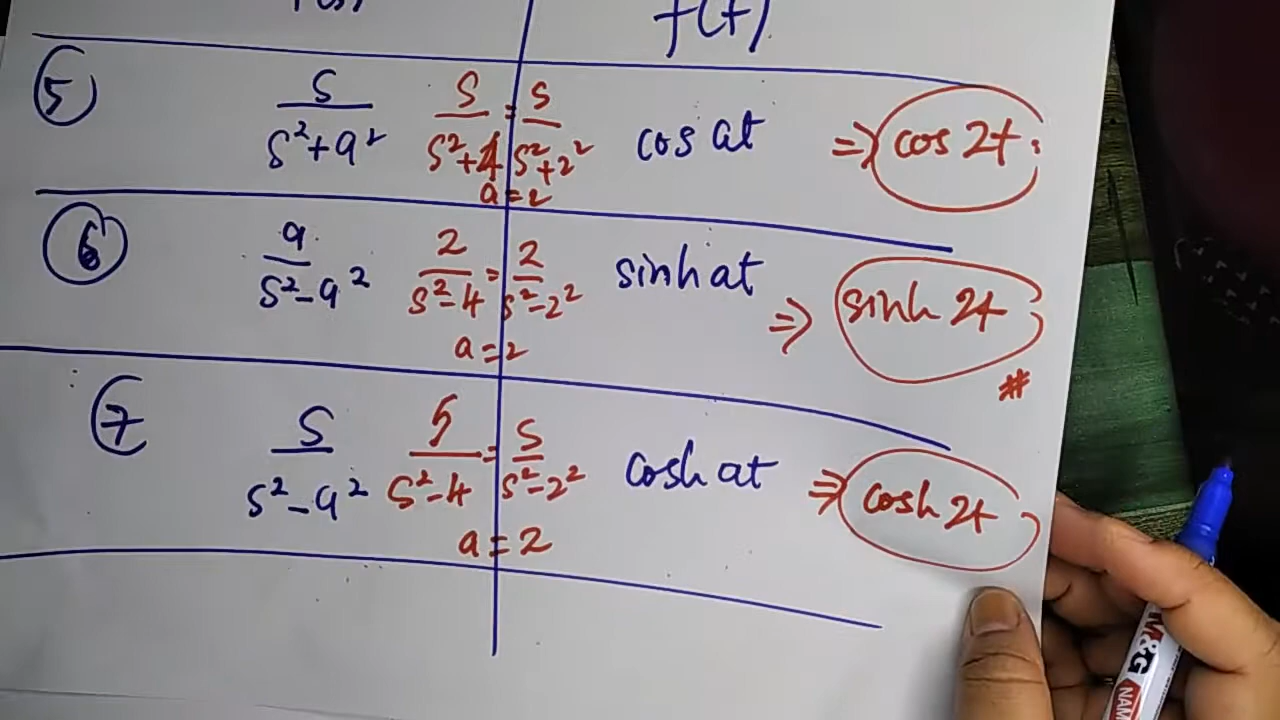 f(t)
5 s/(s²+a²) s/(s²+4) = s/(s²+2²) cos at ⇒ cos 2t
a=2
6 a/(s²-a²) 2/(s²-4) = 2/(s²-2²) sinh at ⇒ sinh 2t
a=2 #
7 s/(s²-a²) s/(s²-4) = s/(s²-2²) cosh at ⇒ cosh 2t
a=2
M&G
NAM